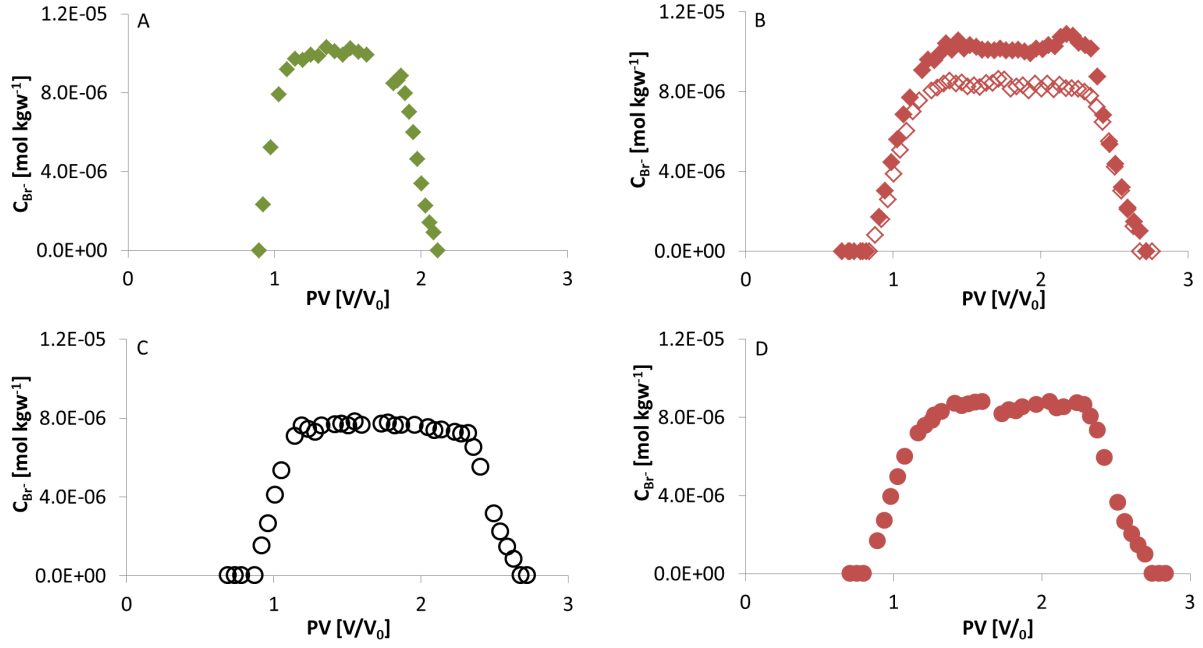 A
1.2E-05
8.0E-06
4.0E-06
0.0E+00
C_Br- [mol kgw⁻¹]
0 1 2 3
PV [V/V₀]
B
1.2E-05
8.0E-06
4.0E-06
0.0E+00
C_Br- [mol kgw⁻¹]
0 1 2 3
PV [V/V₀]
C
1.2E-05
8.0E-06
4.0E-06
0.0E+00
C_Br- [mol kgw⁻¹]
0 1 2 3
PV [V/V₀]
D
1.2E-05
8.0E-06
4.0E-06
0.0E+00
C_Br- [mol kgw⁻¹]
0 1 2 3
PV [V/₀]